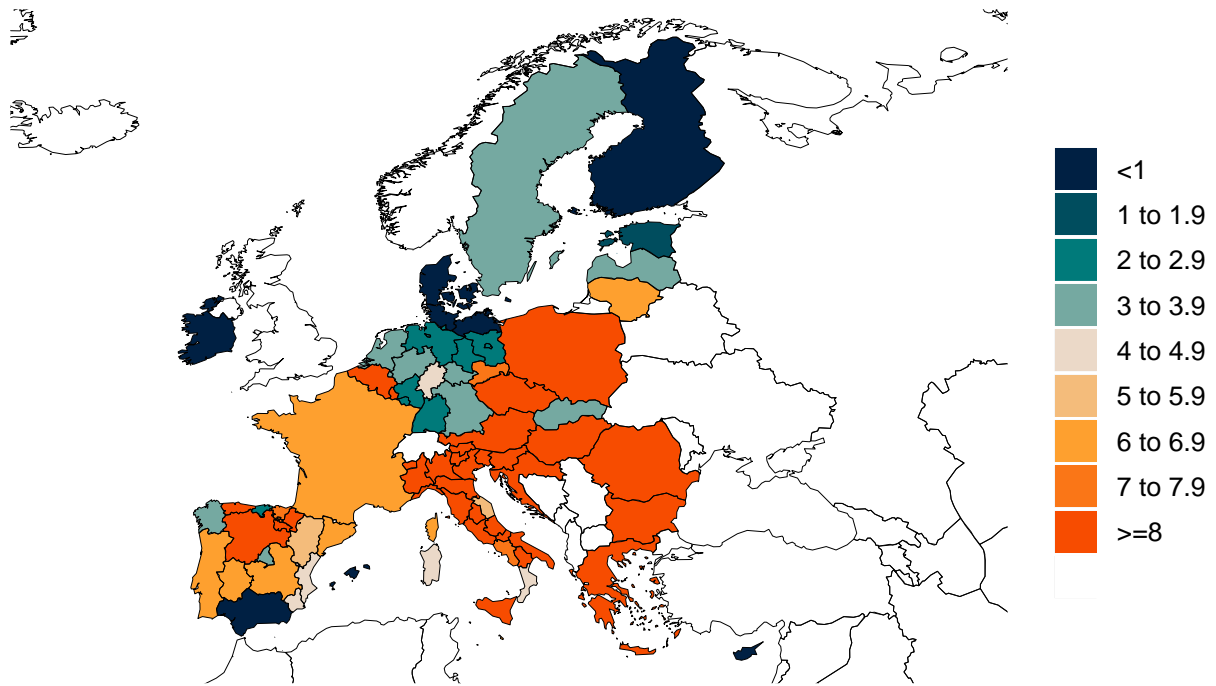 <1
1 to 1.9
2 to 2.9
3 to 3.9
4 to 4.9
5 to 5.9
6 to 6.9
7 to 7.9
>=8